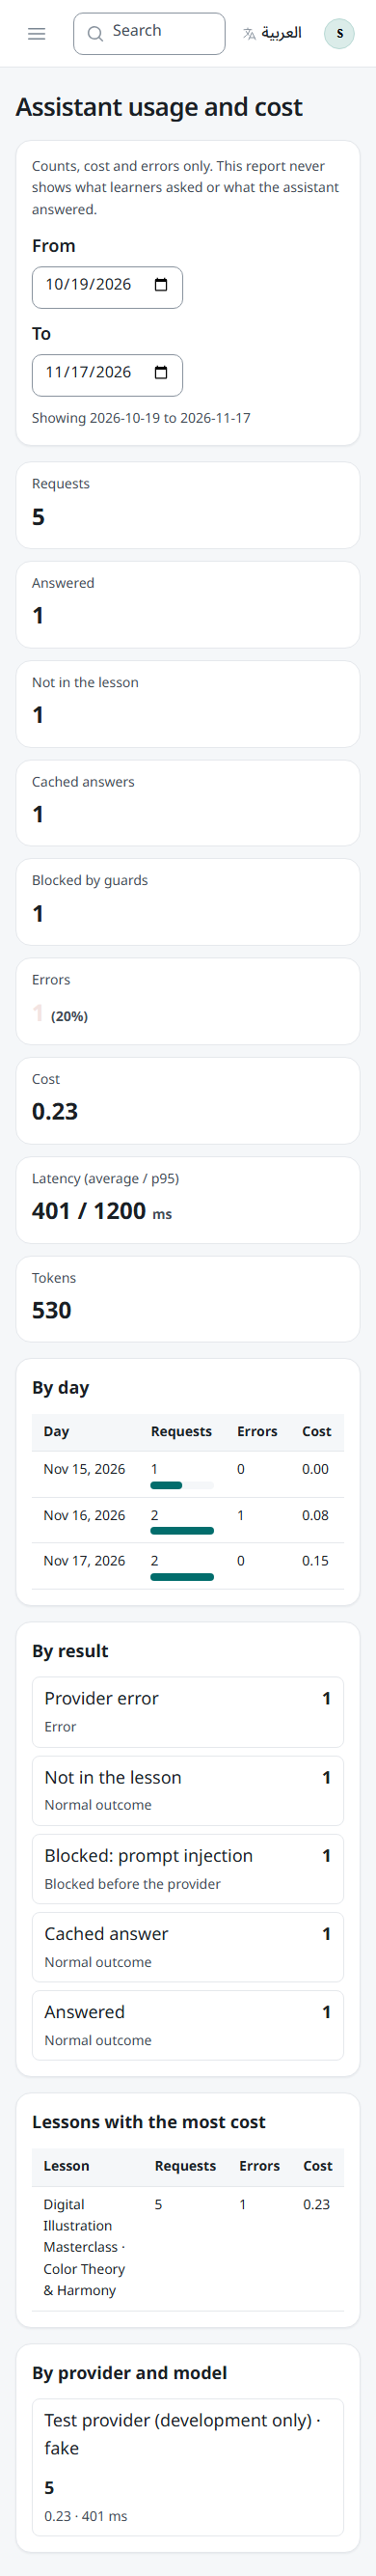 Search
العربية
S
Assistant usage and cost
Counts, cost and errors only. This report never
shows what learners asked or what the assistant
answered.
From
10/19/2026
To
11/17/2026
Showing 2026-10-19 to 2026-11-17
Requests
5
Answered
1
Not in the lesson
1
Cached answers
1
Blocked by guards
1
Errors
1 (20%)
Cost
0.23
Latency (average / p95)
401 / 1200 ms
Tokens
530
By day
Day Requests Errors Cost
Nov 15, 2026 1 0 0.00
Nov 16, 2026 2 1 0.08
Nov 17, 2026 2 0 0.15
By result
Provider error 1
Error
Not in the lesson 1
Normal outcome
Blocked: prompt injection 1
Blocked before the provider
Cached answer 1
Normal outcome
Answered 1
Normal outcome
Lessons with the most cost
Lesson Requests Errors Cost
Digital 5 1 0.23
Illustration
Masterclass ·
Color Theory
& Harmony
By provider and model
Test provider (development only) ·
fake
5
0.23 · 401 ms